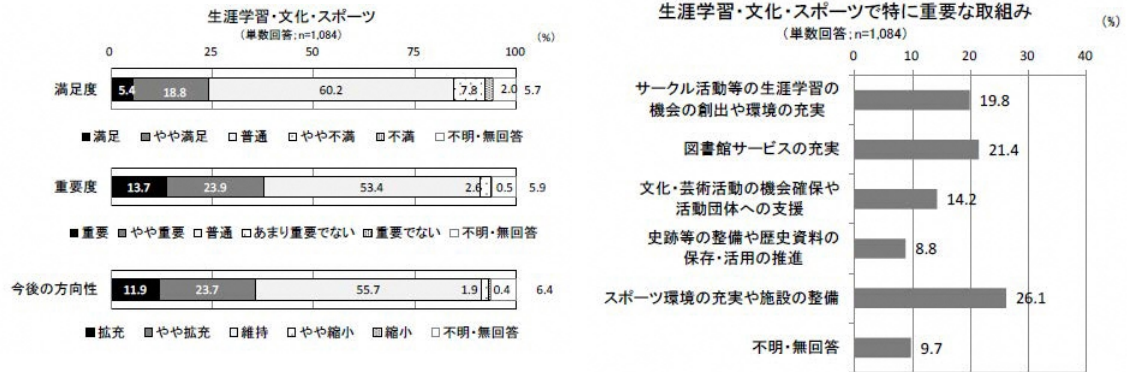 生涯学習・文化・スポーツ
(単数回答;n=1,084)
(%)
0 25 50 75 100
満足度 5.4 18.8 60.2 7.8 2.0 5.7
■満足 ■やや満足 □普通 □やや不満 □不満 □不明・無回答
重要度 13.7 23.9 53.4 2.6 0.5 5.9
■重要 ■やや重要 □普通 □あまり重要でない □重要でない □不明・無回答
今後の方向性 11.9 23.7 55.7 1.9 0.4 6.4
■拡充 ■やや拡充 □維持 □やや縮小 □縮小 □不明・無回答
生涯学習・文化・スポーツで特に重要な取組み
(単数回答;n=1,084)
(%)
0 10 20 30 40
サークル活動等の生涯学習の
機会の創出や環境の充実
19.8
図書館サービスの充実 21.4
文化・芸術活動の機会確保や
活動団体への支援
14.2
史跡等の整備や歴史資料の
保存・活用の推進
8.8
スポーツ環境の充実や施設の整備 26.1
不明・無回答 9.7